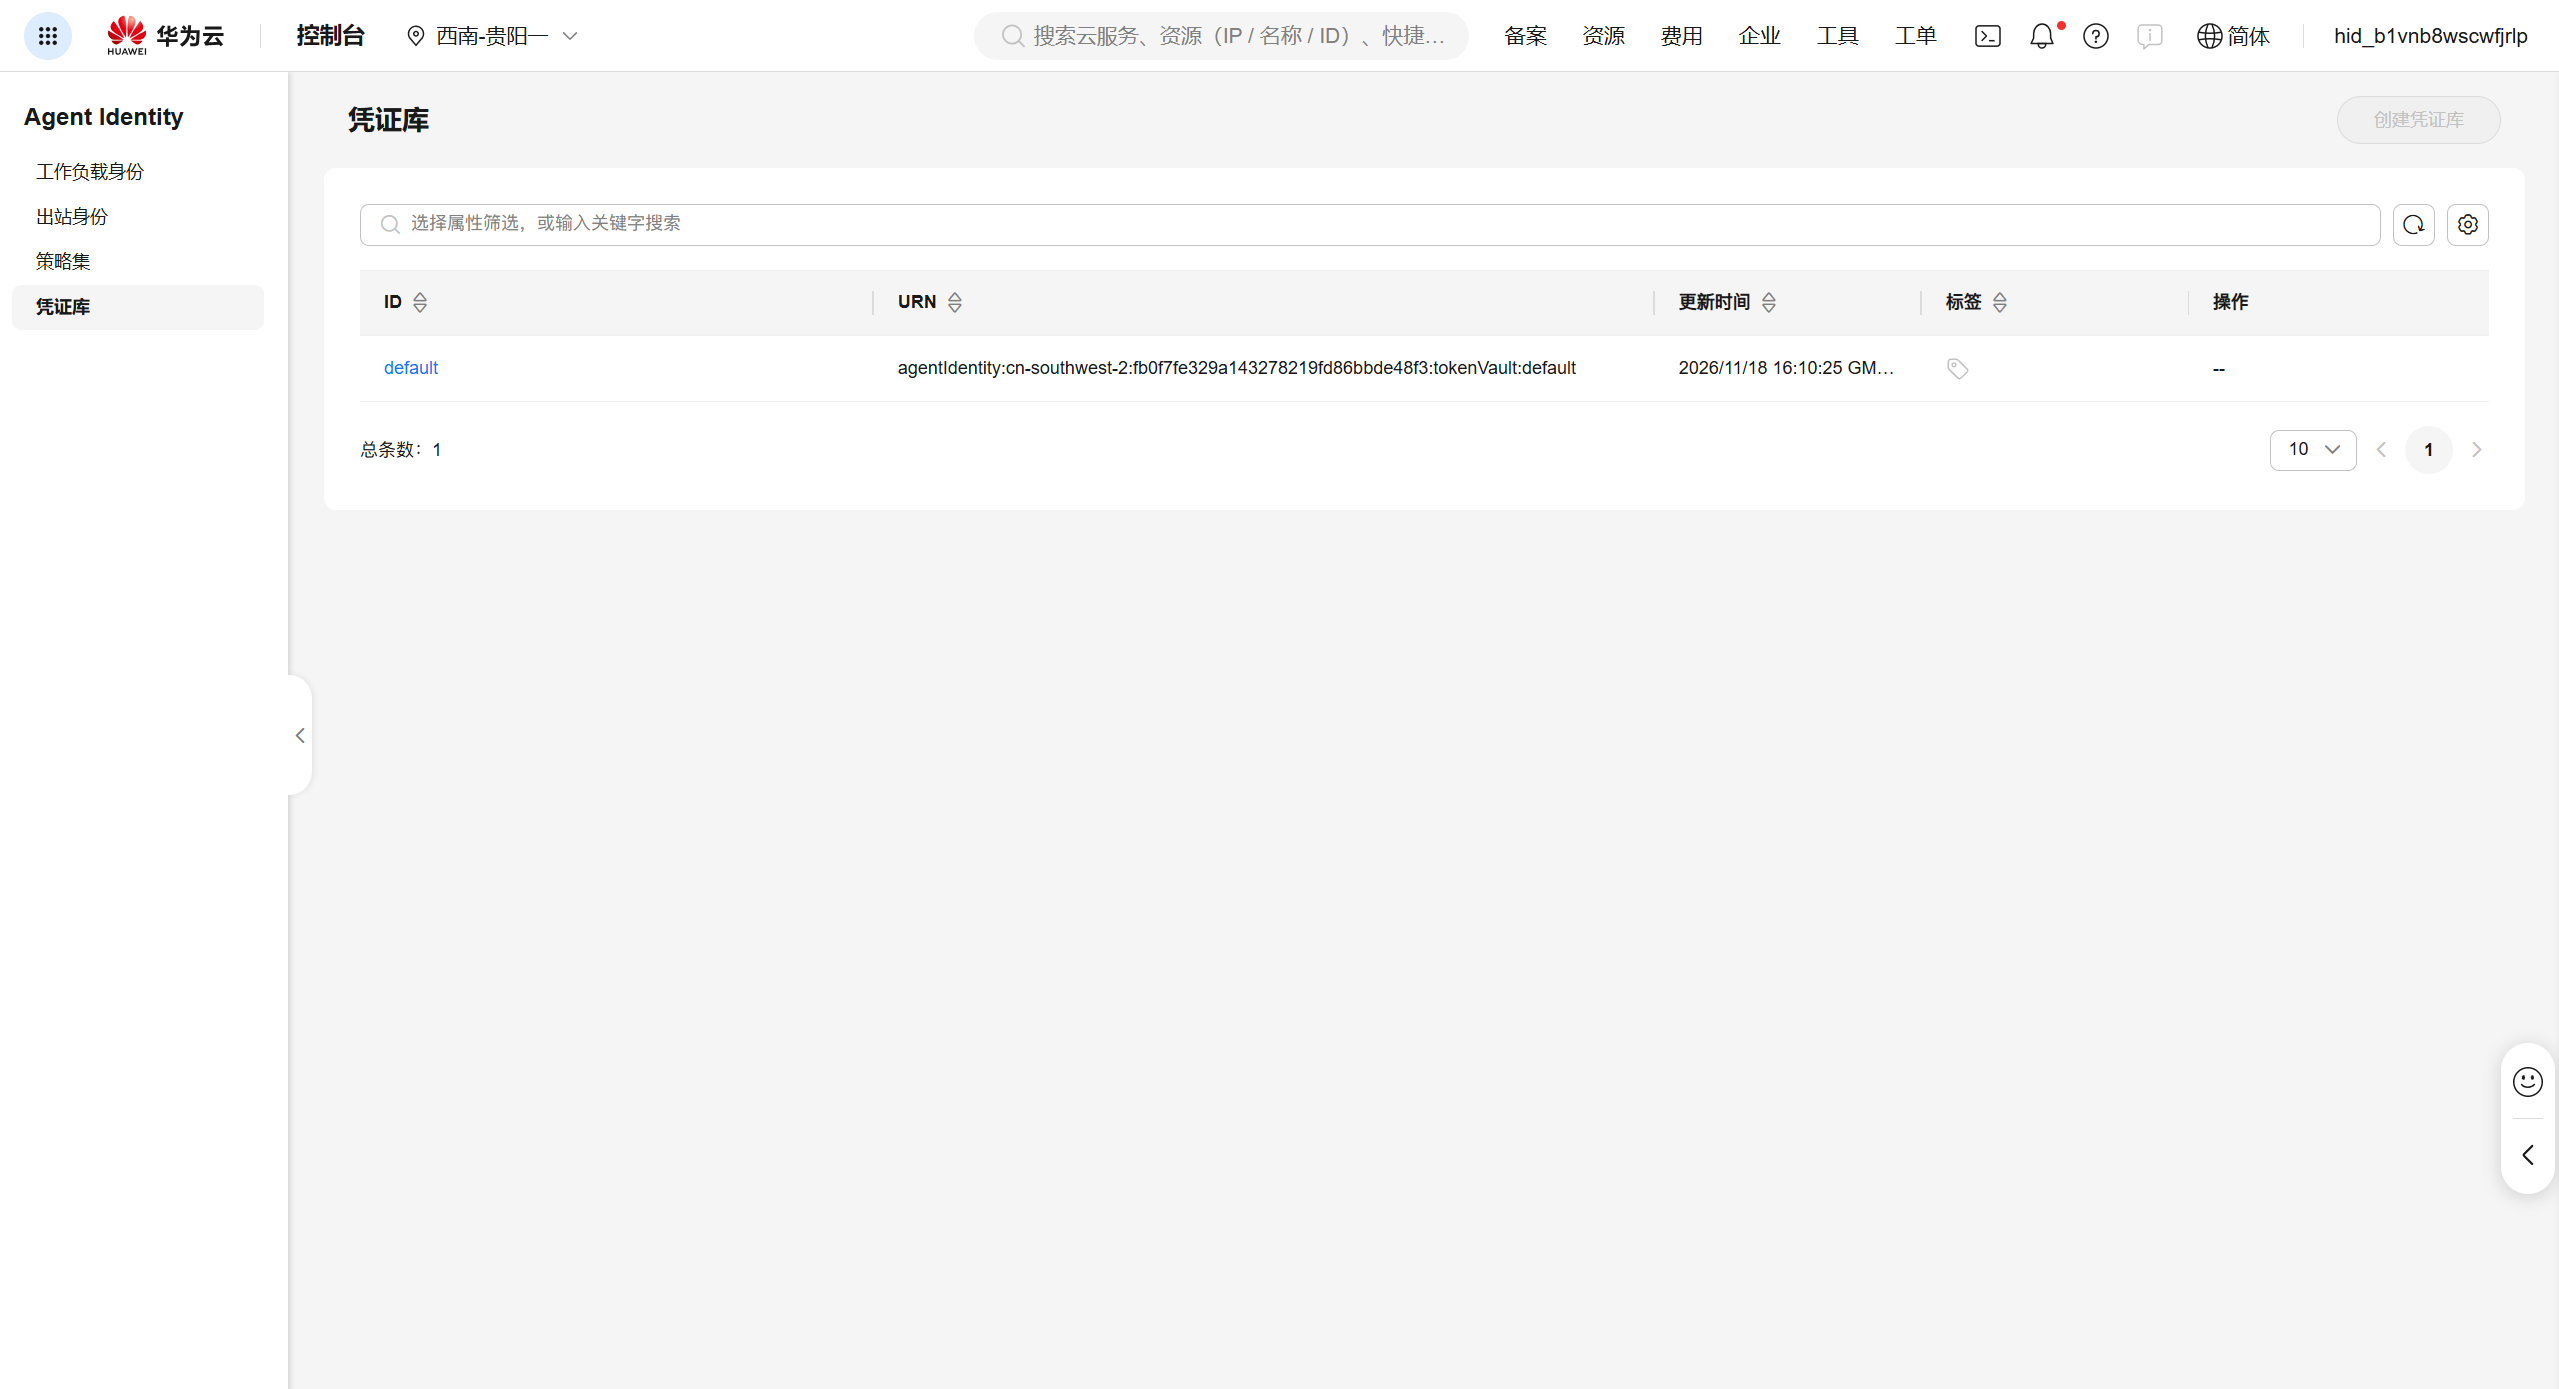 HUAWEI 华为云 控制台 西南-贵阳一 搜索云服务、资源（IP / 名称 / ID）、快捷... 备案 资源 费用 企业 工具 工单 简体 hid_b1vnb8wscwfjrlp
Agent Identity
工作负载身份
出站身份
策略集
凭证库
凭证库 创建凭证库
选择属性筛选，或输入关键字搜索
ID URN 更新时间 标签 操作
default agentIdentity:cn-southwest-2:fb0f7fe329a143278219fd86bbde48f3:tokenVault:default 2026/11/18 16:10:25 GM... --
总条数：1 10 1